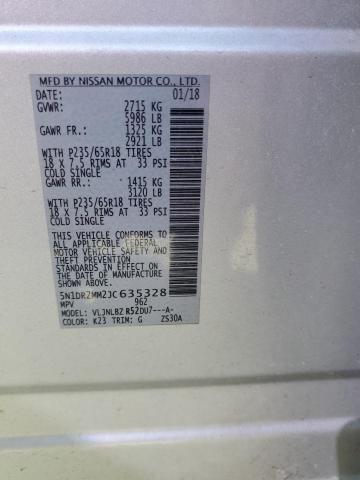 MFD BY NISSAN MOTOR CO., LTD.
DATE: 01/18
GVWR: 2715 KG
5986 LB
GAWR FR.: 1325 KG
2921 LB
WITH P235/65R18 TIRES
18 X 7.5 RIMS AT 33 PSI
COLD SINGLE
GAWR RR.: 1415 KG
3120 LB
WITH P235/65R18 TIRES
18 X 7.5 RIMS AT 33 PSI
COLD SINGLE
THIS VEHICLE CONFORMS TO
ALL APPLICABLE FEDERAL
MOTOR VEHICLE SAFETY AND
THEFT PREVENTION
STANDARDS IN EFFECT ON
THE DATE OF MANUFACTURE
SHOWN ABOVE.
5N1DR2MM2JC635328
MPV 962
MODEL: VLJNLBZ R52DU7---A-
COLOR: K23 TRIM: G ZS30A